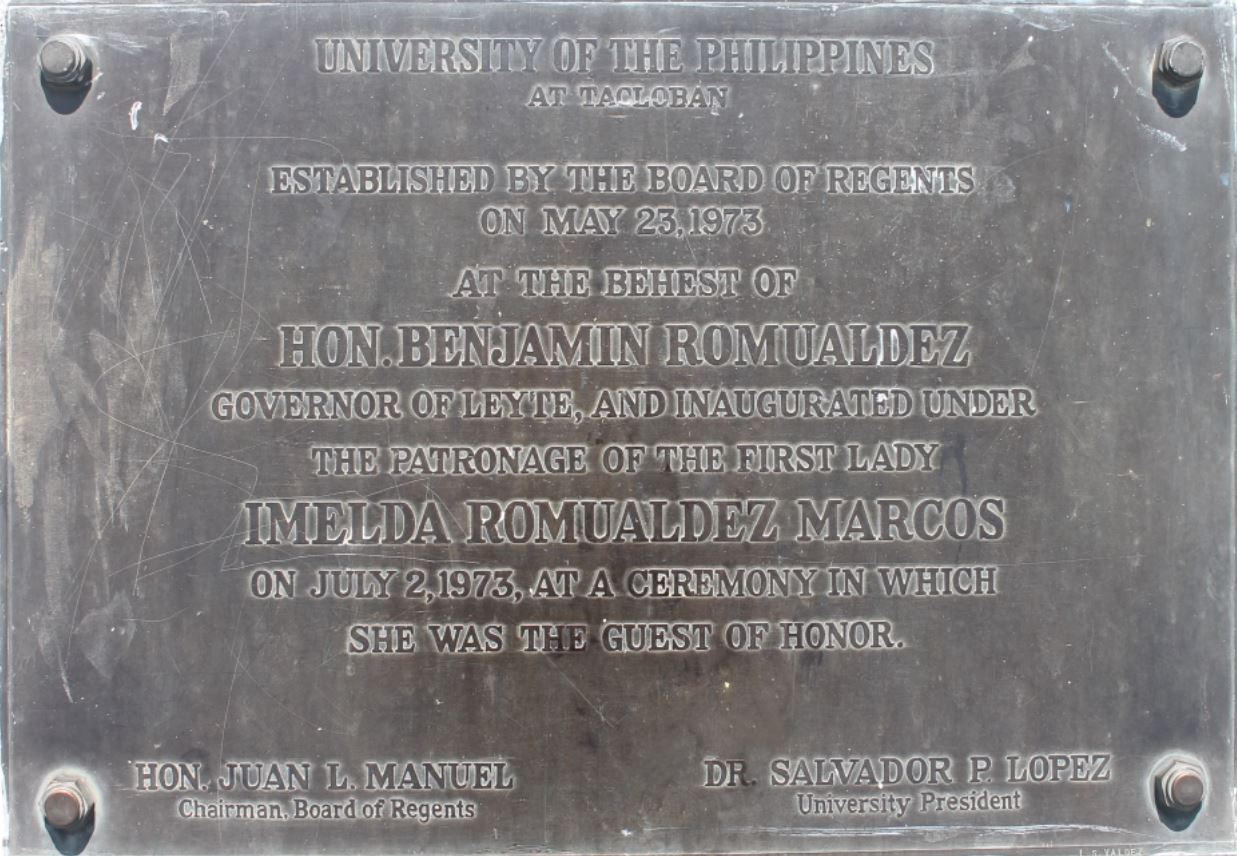 UNIVERSITY OF THE PHILIPPINES
AT TACLOBAN
ESTABLISHED BY THE BOARD OF REGENTS
ON MAY 23, 1973
AT THE BEHEST OF
HON. BENJAMIN ROMUALDEZ
GOVERNOR OF LEYTE, AND INAUGURATED UNDER
THE PATRONAGE OF THE FIRST LADY
IMELDA ROMUALDEZ MARCOS
ON JULY 2, 1973, AT A CEREMONY IN WHICH
SHE WAS THE GUEST OF HONOR.
HON. JUAN L. MANUEL
Chairman, Board of Regents
DR. SALVADOR P. LOPEZ
University President
L. S. VALDEZ